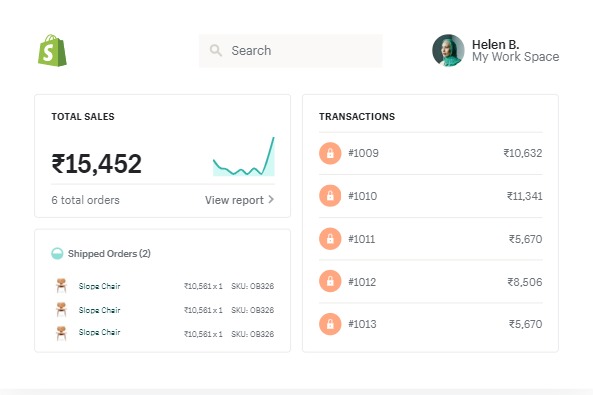 S
Search
Helen B.
My Work Space
TOTAL SALES
₹15,452
6 total orders
View report
Shipped Orders (2)
Slope Chair ₹10,561 x 1 SKU: OB326
Slope Chair ₹10,561 x 1 SKU: OB326
Slope Chair ₹10,561 x 1 SKU: OB326
TRANSACTIONS
#1009 ₹10,632
#1010 ₹11,341
#1011 ₹5,670
#1012 ₹8,506
#1013 ₹5,670